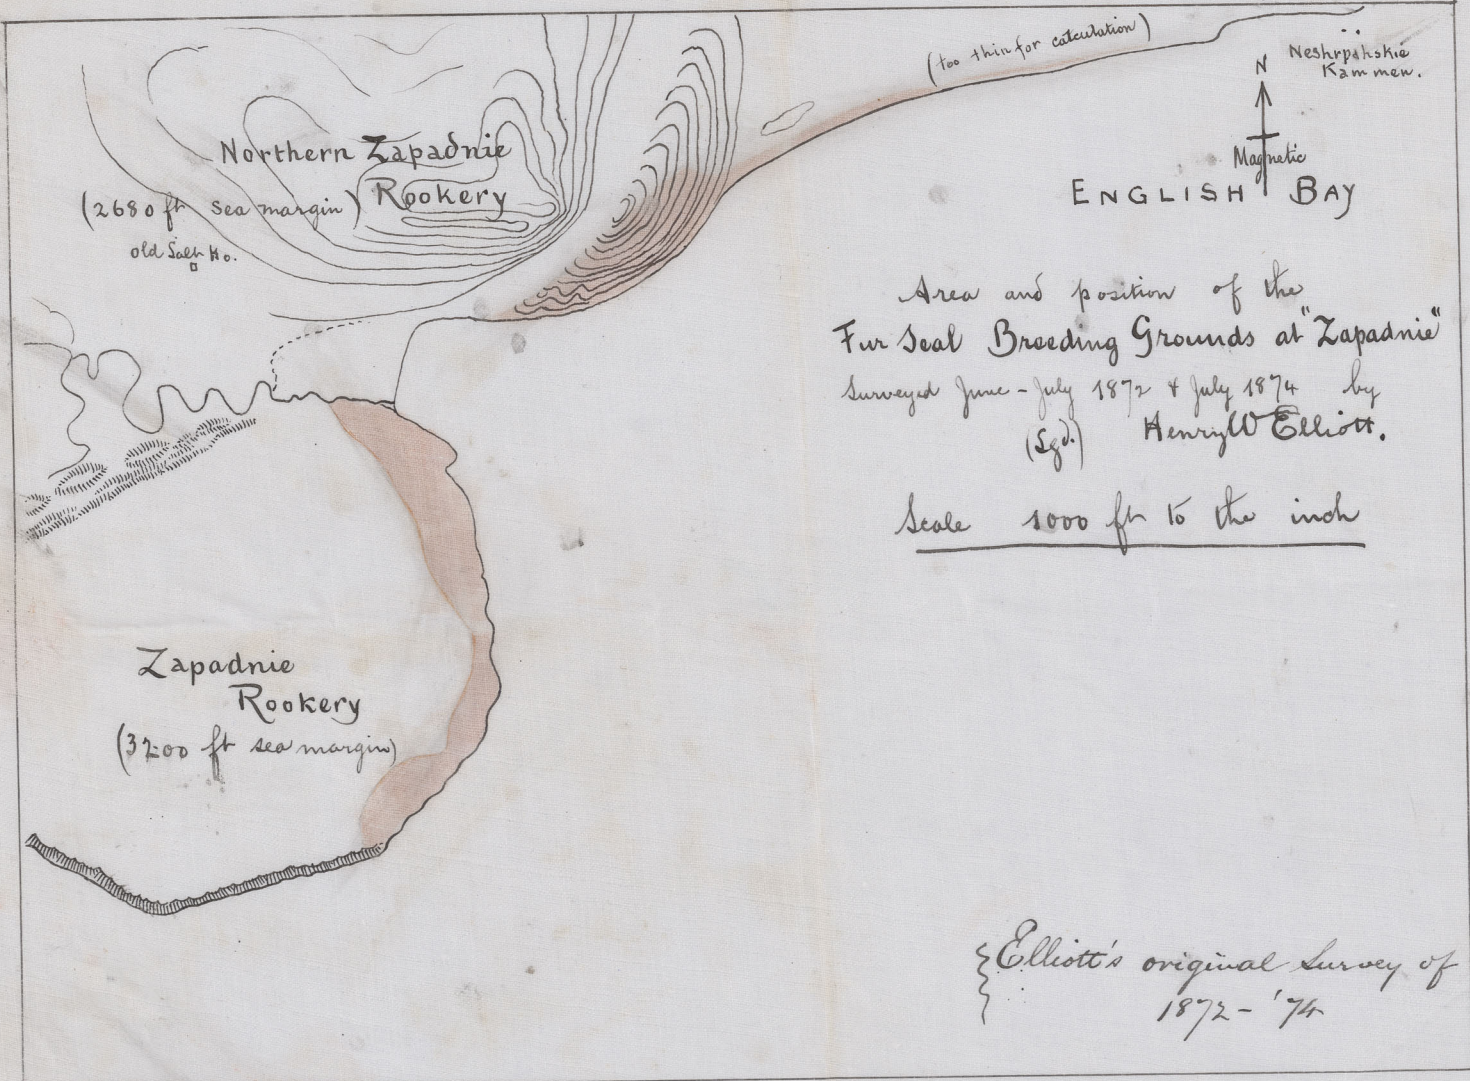 (too thin for calculation)
Neshrpahskie
Kammen.
N
Magnetic
ENGLISH BAY
Northern Zapadnie
Rookery
(2680 ft sea margin)
old Salt Ho.
Area and position of the
Fur Seal Breeding Grounds at "Zapadnie"
Surveyed June - July 1872 & July 1874 by
(Sgd.) Henry W Elliott.
Scale 1000 ft to the inch
Zapadnie
Rookery
(3200 ft sea margin)
Elliott's original Survey of
1872 - '74